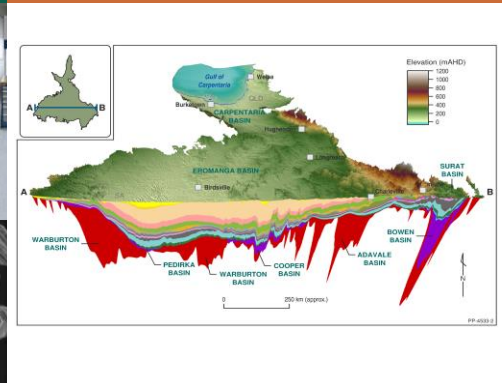 Elevation (mAHD)
1200
1000
800
600
400
200
0
A
B
Gulf of
Carpentaria
Weipa
Burketown
CARPENTARIA
BASIN
Hughenden
Longreach
EROMANGA BASIN
SURAT
BASIN
Birdsville
Charleville
A
B
WARBURTON
BASIN
PEDIRKA
BASIN
WARBURTON
BASIN
COOPER
BASIN
ADAVALE
BASIN
BOWEN
BASIN
0
250 km (approx.)
N